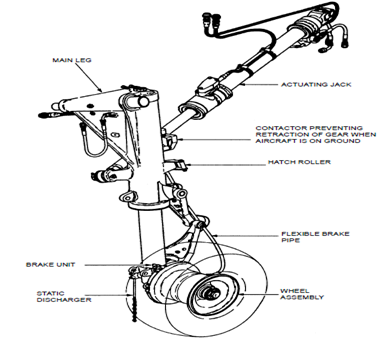 MAIN LEG
ACTUATING JACK
CONTACTOR PREVENTING
RETRACTION OF GEAR WHEN
AIRCRAFT IS ON GROUND
HATCH ROLLER
FLEXIBLE BRAKE
PIPE
BRAKE UNIT
STATIC
DISCHARGER
WHEEL
ASSEMBLY